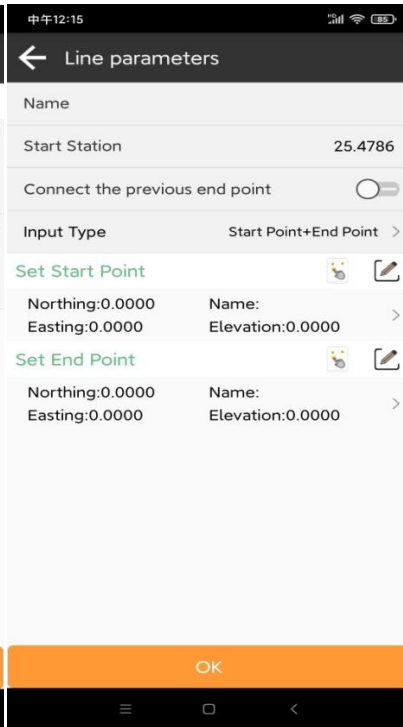 中午12:15
HD 85
Line parameters
Name
Start Station 25.4786
Connect the previous end point
Input Type Start Point+End Point
Set Start Point
Northing:0.0000 Name:
Easting:0.0000 Elevation:0.0000
Set End Point
Northing:0.0000 Name:
Easting:0.0000 Elevation:0.0000
OK